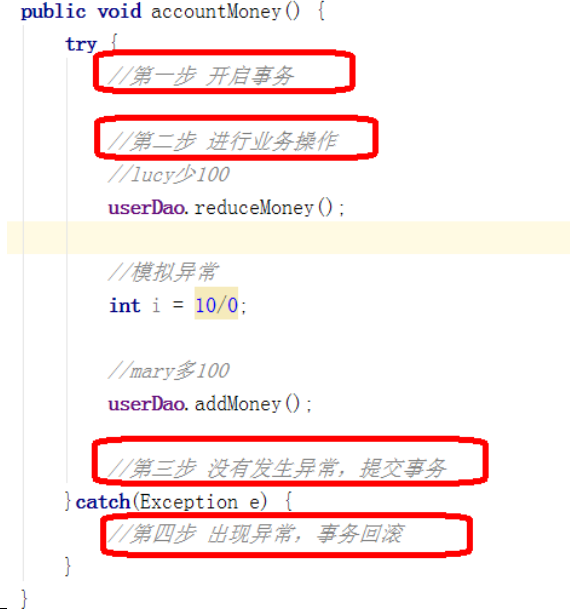 public void accountMoney() {
try {
//第一步 开启事务
//第二步 进行业务操作
//lucy少100
userDao.reduceMoney();
//模拟异常
int i = 10/0;
//mary多100
userDao.addMoney();
//第三步 没有发生异常，提交事务
}catch(Exception e) {
//第四步 出现异常，事务回滚
}
}